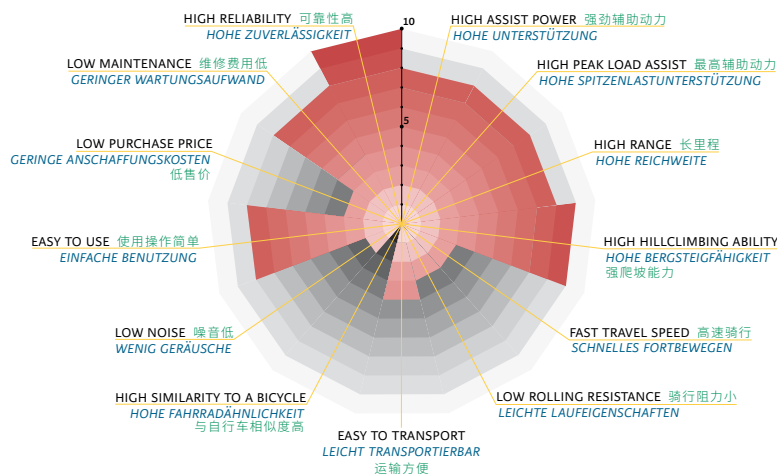 10
5
HIGH RELIABILITY 可靠性高
HOHE ZUVERLÄSSIGKEIT
HIGH ASSIST POWER 强劲辅助动力
HOHE UNTERSTÜTZUNG
LOW MAINTENANCE 维修费用低
GERINGER WARTUNGSAUFWAND
HIGH PEAK LOAD ASSIST 最高辅助动力
HOHE SPITZENLASTUNTERSTÜTZUNG
LOW PURCHASE PRICE
GERINGE ANSCHAFFUNGSKOSTEN
低售价
HIGH RANGE 长里程
HOHE REICHWEITE
EASY TO USE 使用操作简单
EINFACHE BENUTZUNG
HIGH HILLCLIMBING ABILITY
HOHE BERGSTEIGFÄHIGKEIT
强爬坡能力
LOW NOISE 噪音低
WENIG GERÄUSCHE
FAST TRAVEL SPEED 高速骑行
SCHNELLES FORTBEWEGEN
HIGH SIMILARITY TO A BICYCLE
HOHE FAHRRADÄHNLICHKEIT
与自行车相似度高
LOW ROLLING RESISTANCE 骑行阻力小
LEICHTE LAUFEIGENSCHAFTEN
EASY TO TRANSPORT
LEICHT TRANSPORTIERBAR
运输方便